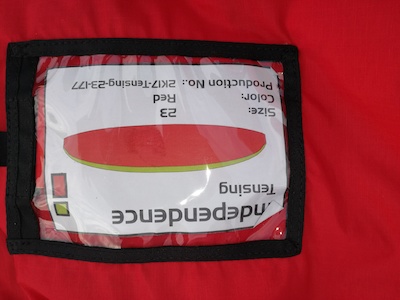 Independence
Tensing
Size: 23
Color: Red
Production No.: 2K17-Tensing-23-177